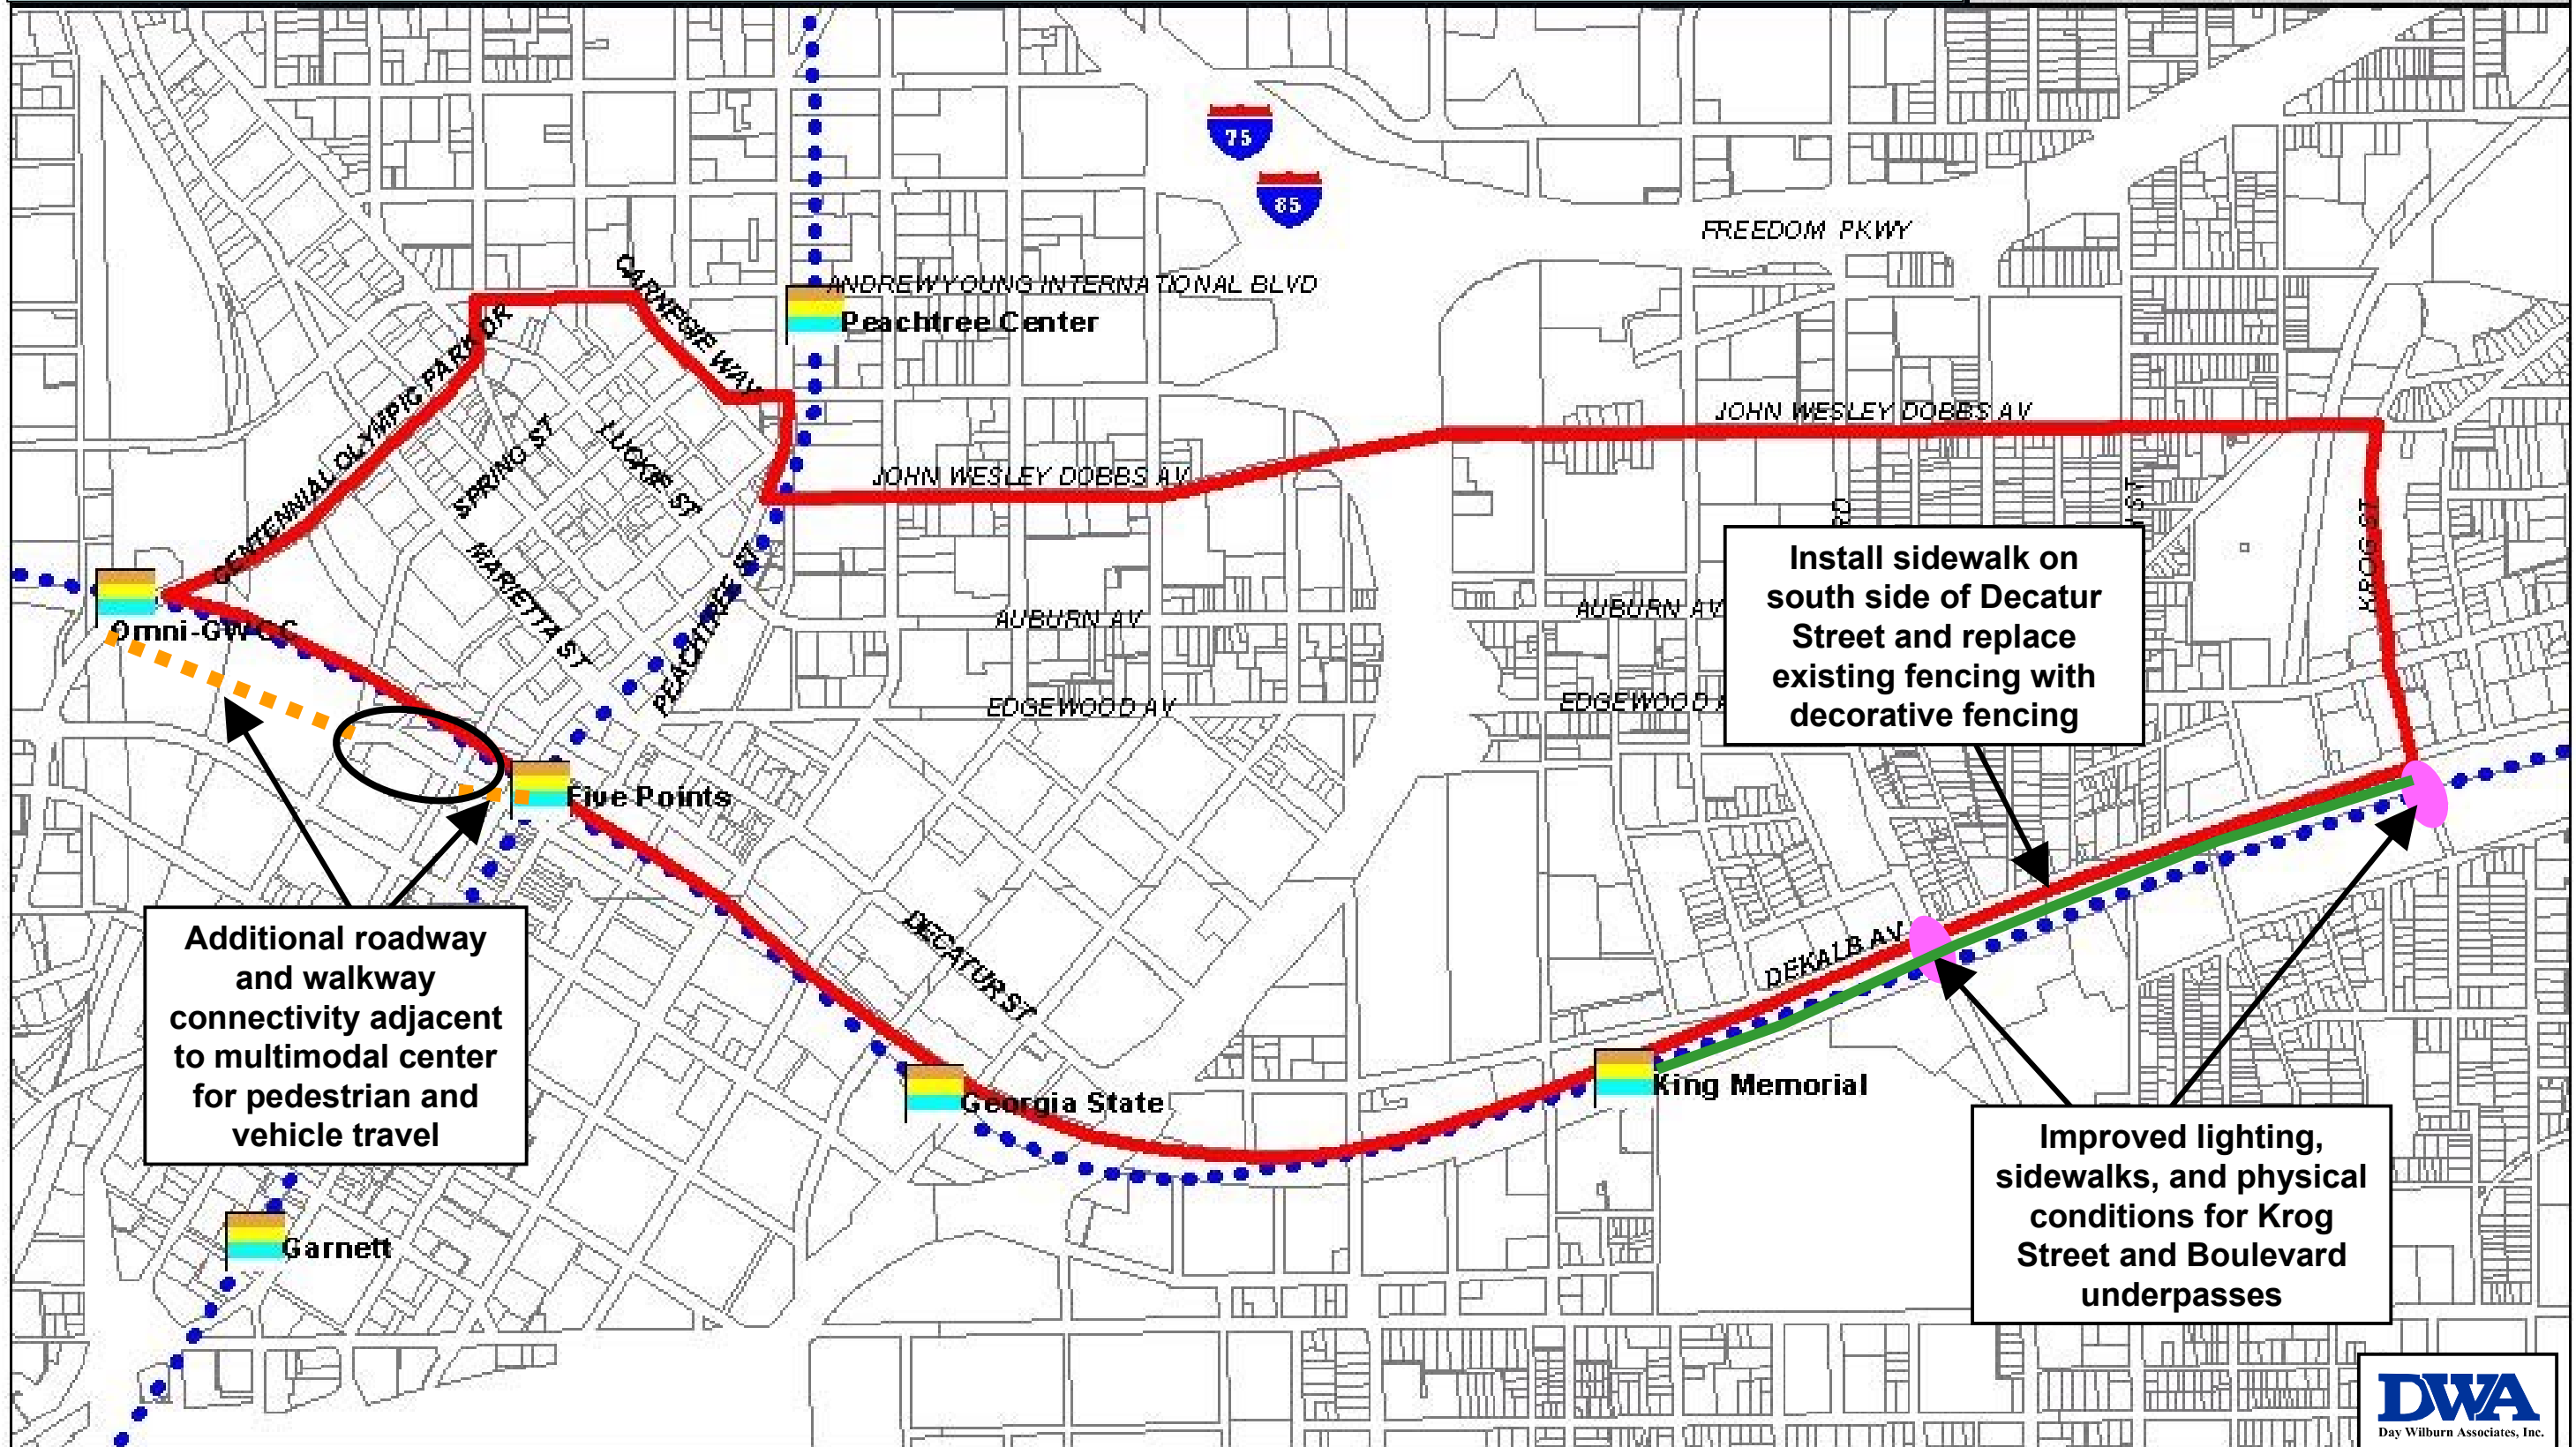 75
85
FREEDOM PKWY
CARNEGIE WAY
ANDREW YOUNG INTERNATIONAL BLVD
Peachtree Center
CENTENNIAL OLYMPIC PARK DR
SPRING ST
LUCKIE ST
JOHN WESLEY DOBBS AV
JOHN WESLEY DOBBS AV
ST
KROG ST
MARIETTA ST
PEACHTREE ST
Omni-GWCC
AUBURN AV
AUBURN AV
EDGEWOOD AV
EDGEWOOD
Install sidewalk on
south side of Decatur
Street and replace
existing fencing with
decorative fencing
Five Points
DECATUR ST
DEKALB AV
Additional roadway
and walkway
connectivity adjacent
to multimodal center
for pedestrian and
vehicle travel
Georgia State
King Memorial
Improved lighting,
sidewalks, and physical
conditions for Krog
Street and Boulevard
underpasses
Garnett
DWA
Day Wilburn Associates, Inc.